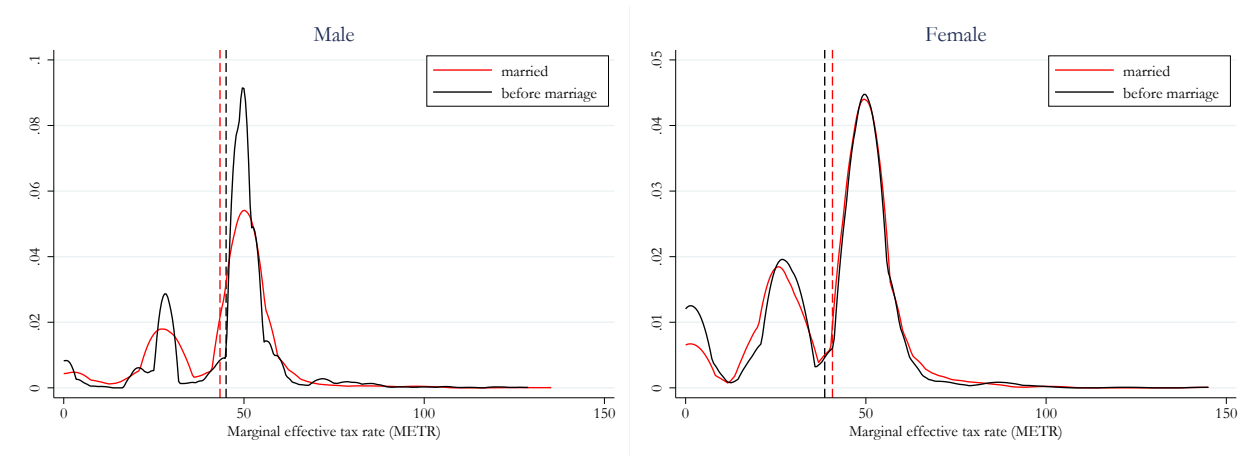 Male
.1
.08
.06
.04
.02
0
0
50
100
150
Marginal effective tax rate (METR)
married
before marriage
Female
.05
.04
.03
.02
.01
0
0
50
100
150
Marginal effective tax rate (METR)
married
before marriage